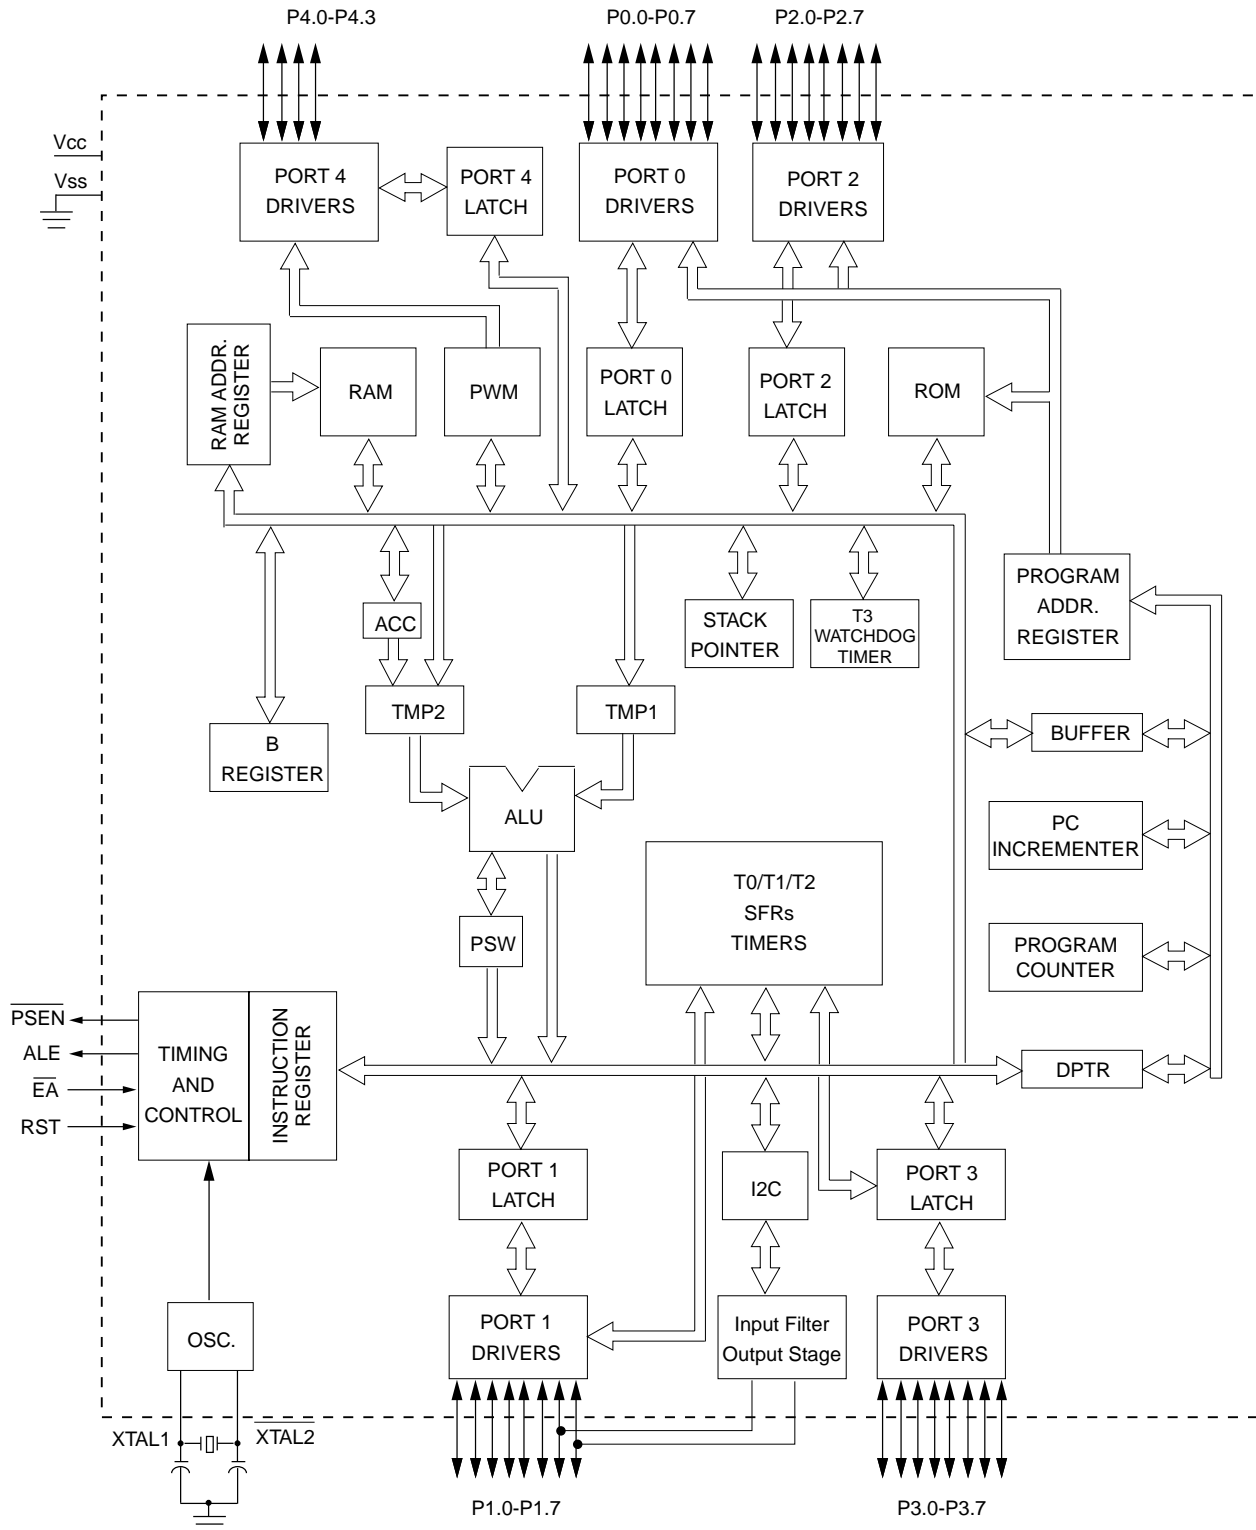 P4.0-P4.3
P0.0-P0.7
P2.0-P2.7
Vcc
Vss
PORT 4
DRIVERS
PORT 4
LATCH
PORT 0
DRIVERS
PORT 2
DRIVERS
RAM ADDR.
REGISTER
RAM
PWM
PORT 0
LATCH
PORT 2
LATCH
ROM
ACC
STACK
POINTER
T3
WATCHDOG
TIMER
PROGRAM
ADDR.
REGISTER
TMP2
TMP1
B
REGISTER
BUFFER
ALU
PC
INCREMENTER
T0/T1/T2
SFRs
TIMERS
PSW
PROGRAM
COUNTER
PSEN
ALE
EA
RST
TIMING
AND
CONTROL
INSTRUCTION
REGISTER
DPTR
PORT 1
LATCH
I2C
PORT 3
LATCH
OSC.
PORT 1
DRIVERS
Input Filter
Output Stage
PORT 3
DRIVERS
XTAL1
XTAL2
P1.0-P1.7
P3.0-P3.7